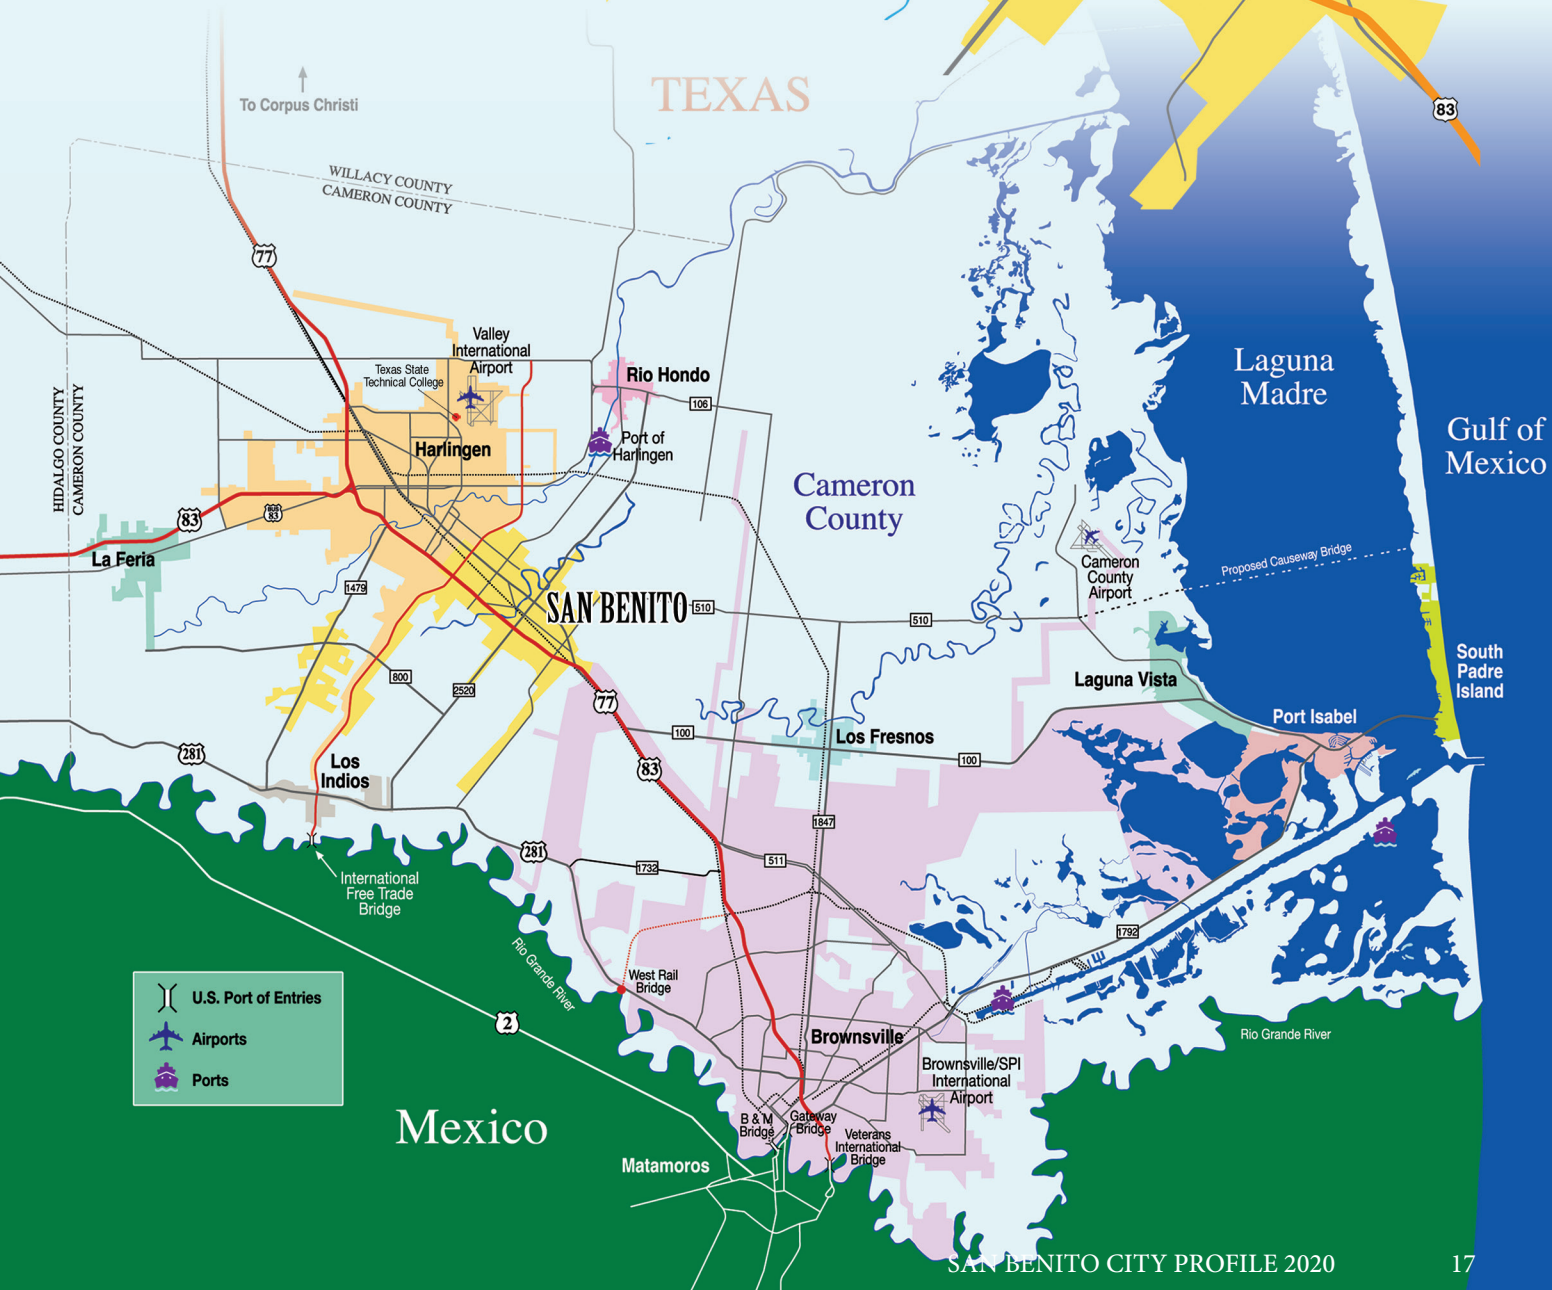 TEXAS
83
To Corpus Christi
WILLACY COUNTY
CAMERON COUNTY
77
Valley
International
Airport
Texas State
Technical College
Rio Hondo
106
Laguna
Madre
Gulf of
Mexico
HIDALGO COUNTY
CAMERON COUNTY
Harlingen
Port of
Harlingen
Cameron
County
83
BUS
83
La Feria
1479
Cameron
County
Airport
Proposed Causeway Bridge
SAN BENITO
510
510
South
Padre
Island
800
2520
77
Laguna Vista
Port Isabel
100
Los Fresnos
100
281
Los
Indios
83
1847
281
1732
511
International
Free Trade
Bridge
1792
Rio Grande River
West Rail
Bridge
U.S. Port of Entries
Airports
Ports
2
Brownsville
Rio Grande River
Brownsville/SPI
International
Airport
Mexico
B & M
Bridge
Gateway
Bridge
Veterans
International
Bridge
Matamoros
SAN BENITO CITY PROFILE 2020
17